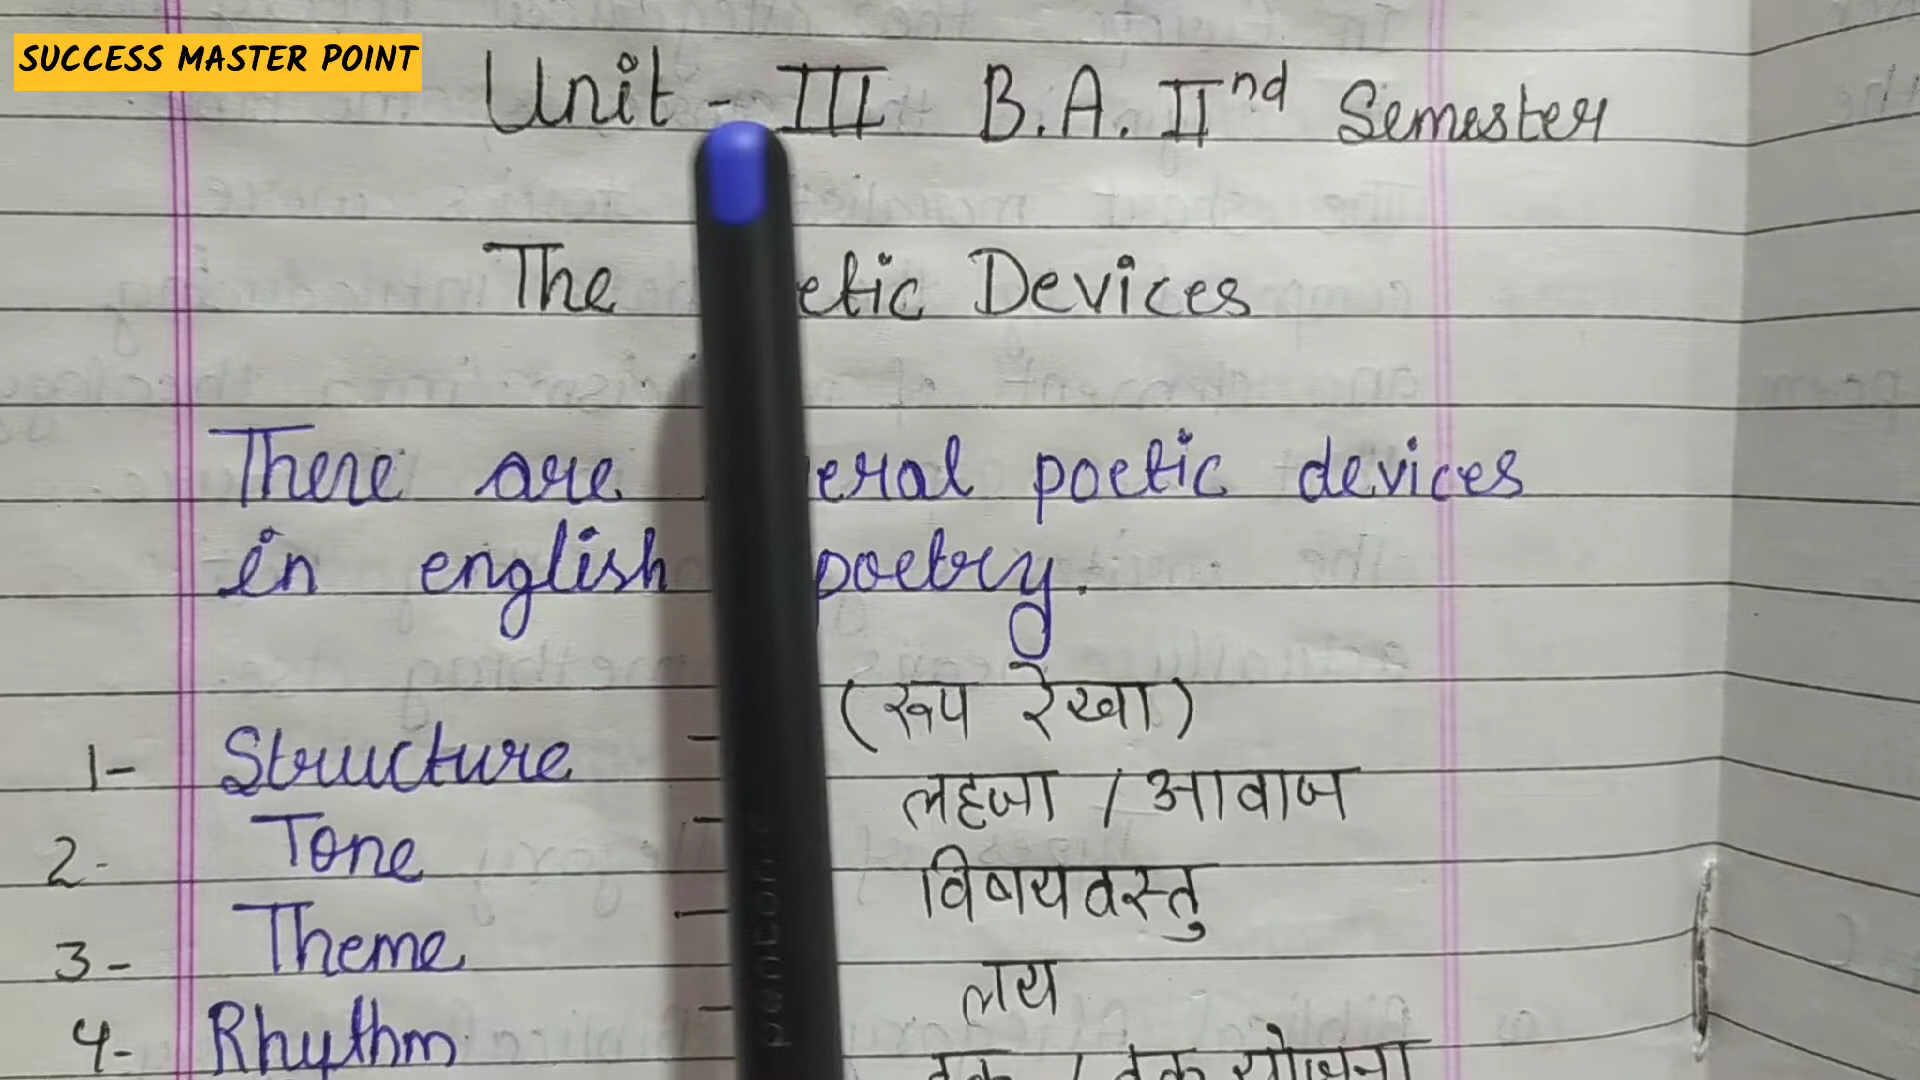 SUCCESS MASTER POINT
Unit - III B.A. IInd Semester
The etic Devices
There are eral poetic devices
in english poetry.
1- Structure - (रूप रेखा)
2- Tone - लहजा / आवाज
3- Theme - विषयवस्तु
4- Rhythm - लय